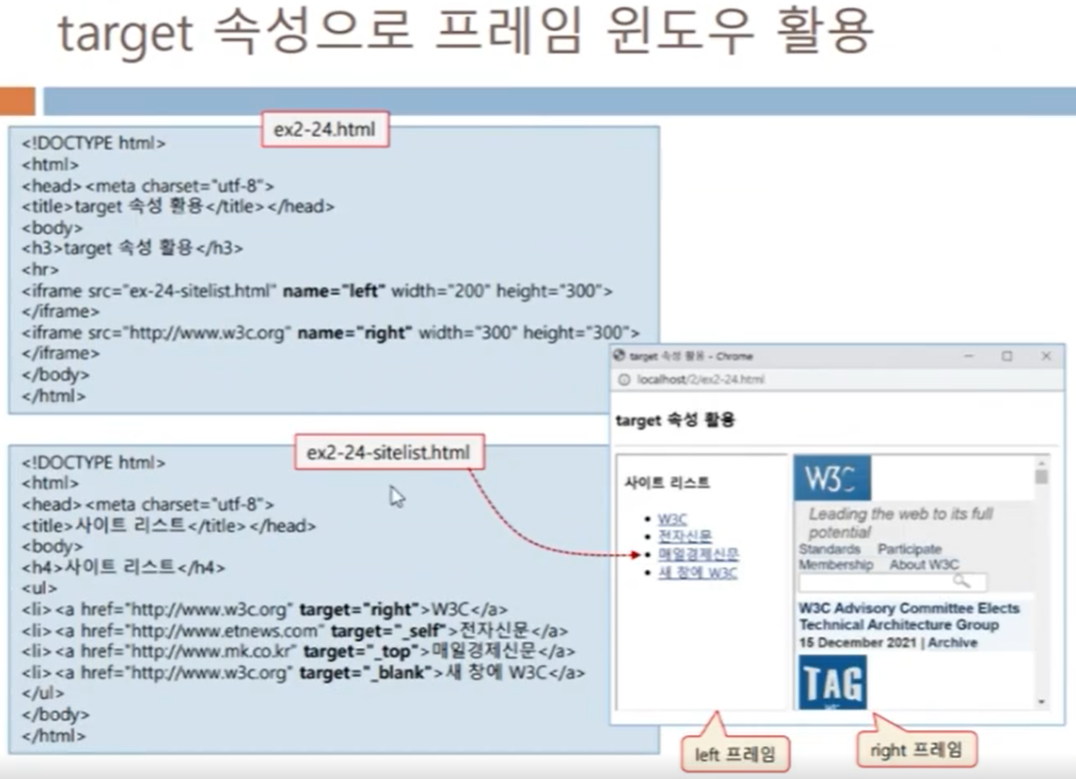 target 속성으로 프레임 윈도우 활용
ex2-24.html
<!DOCTYPE html>
<html>
<head><meta charset="utf-8">
<title>target 속성 활용</title></head>
<body>
<h3>target 속성 활용</h3>
<hr>
<iframe src="ex-24-sitelist.html" name="left" width="200" height="300">
</iframe>
<iframe src="http://www.w3c.org" name="right" width="300" height="300">
</iframe>
</body>
</html>
ex2-24-sitelist.html
<!DOCTYPE html>
<html>
<head><meta charset="utf-8">
<title>사이트 리스트</title></head>
<body>
<h4>사이트 리스트</h4>
<ul>
<li><a href="http://www.w3c.org" target="right">W3C</a>
<li><a href="http://www.etnews.com" target="_self">전자신문</a>
<li><a href="http://www.mk.co.kr" target="_top">매일경제신문</a>
<li><a href="http://www.w3c.org" target="_blank">새 창에 W3C</a>
</ul>
</body>
</html>
target 속성 활용 - Chrome
localhost/2/ex2-24.html
target 속성 활용
사이트 리스트
• W3C
• 전자신문
• 매일경제신문
• 새 창에 W3C
W3C
Leading the web to its full
potential
Standards Participate
Membership About W3C
W3C Advisory Committee Elects
Technical Architecture Group
15 December 2021 | Archive
TAG
left 프레임
right 프레임